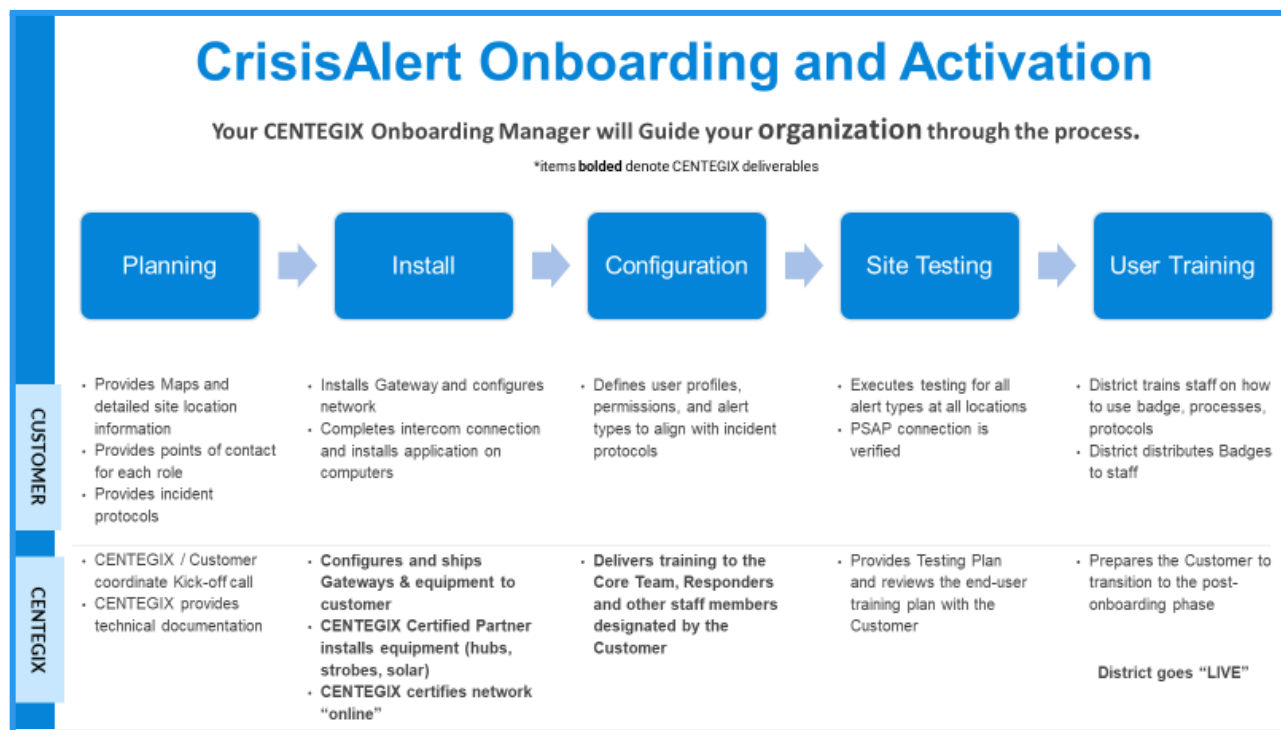 CrisisAlert Onboarding and Activation
Your CENTEGIX Onboarding Manager will Guide your organization through the process.
*items bolded denote CENTEGIX deliverables
Planning
Install
Configuration
Site Testing
User Training
CUSTOMER
• Provides Maps and
detailed site location
information
• Provides points of contact
for each role
• Provides incident
protocols
• Installs Gateway and configures
network
• Completes intercom connection
and installs application on
computers
• Defines user profiles,
permissions, and alert
types to align with incident
protocols
• Executes testing for all
alert types at all locations
• PSAP connection is
verified
• District trains staff on how
to use badge, processes,
protocols
• District distributes Badges
to staff
CENTEGIX
• CENTEGIX / Customer
coordinate Kick-off call
• CENTEGIX provides
technical documentation
• Configures and ships
Gateways & equipment to
customer
• CENTEGIX Certified Partner
installs equipment (hubs,
strobes, solar)
• CENTEGIX certifies network
“online”
• Delivers training to the
Core Team, Responders
and other staff members
designated by the
Customer
• Provides Testing Plan
and reviews the end-user
training plan with the
Customer
• Prepares the Customer to
transition to the post-
onboarding phase
District goes “LIVE”